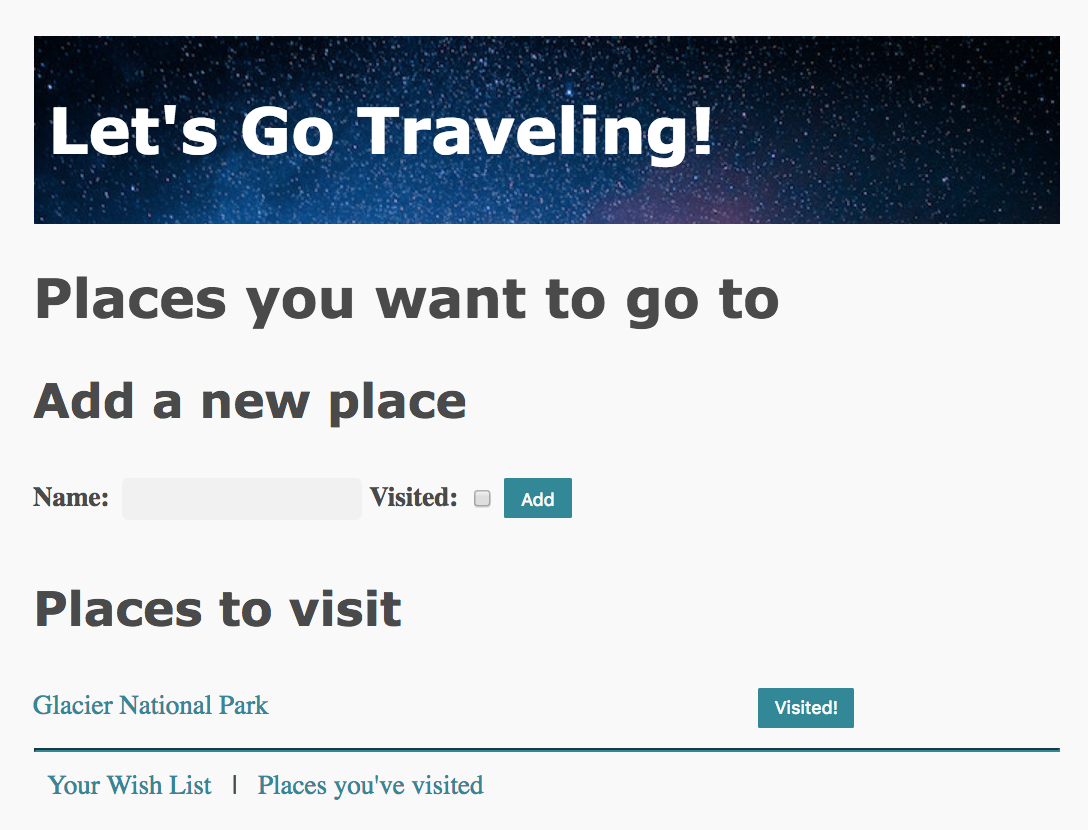 Let's Go Traveling!
Places you want to go to
Add a new place
Name: Visited: Add
Places to visit
Glacier National Park Visited!
Your Wish List | Places you've visited